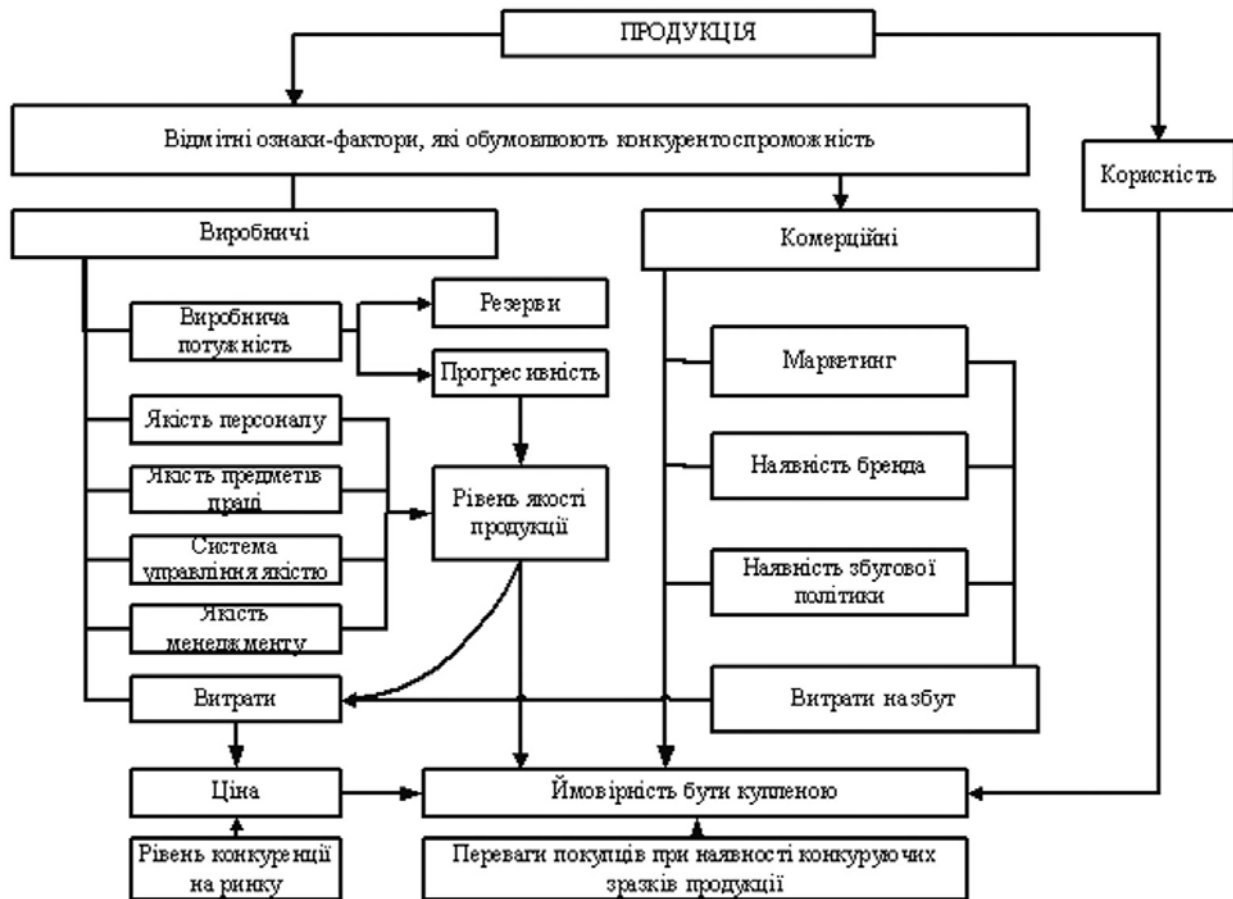 ПРОДУКЦІЯ
Відмітні ознаки-фактори, які обумовлюють конкурентоспроможність
Корисність
Виробничі
Комерційні
Виробнича
потужність
Резерви
Прогресивність
Маркетинг
Якість персоналу
Якість предметів
праці
Рівень якості
продукції
Наявність бренда
Система
управління якістю
Наявність збутової
політики
Якість
менеджменту
Витрати
Витрати на збут
Ціна
Ймовірність бути купленою
Рівень конкуренції
на ринку
Переваги покупців при наявності конкуруючих
зразків продукції